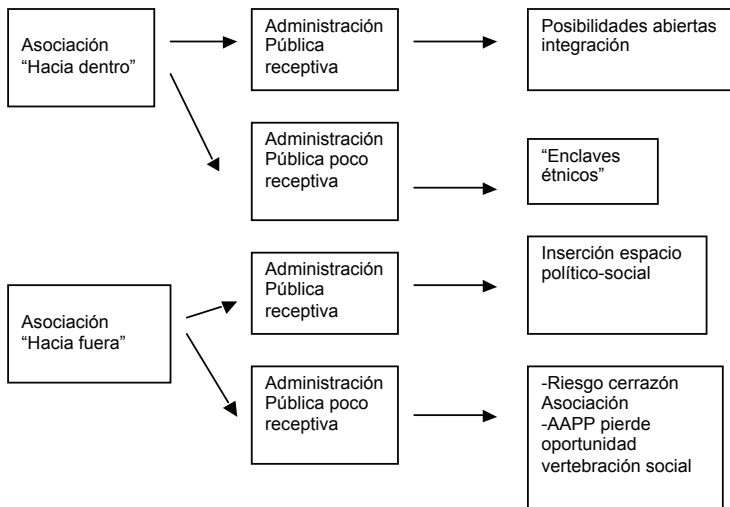 Asociación
“Hacia dentro”
Administración
Pública
receptiva
Posibilidades abiertas
integración
Administración
Pública poco
receptiva
“Enclaves
étnicos”
Asociación
“Hacia fuera”
Administración
Pública
receptiva
Inserción espacio
político-social
Administración
Pública poco
receptiva
-Riesgo cerrazón
Asociación
-AAPP pierde
oportunidad
vertebración social